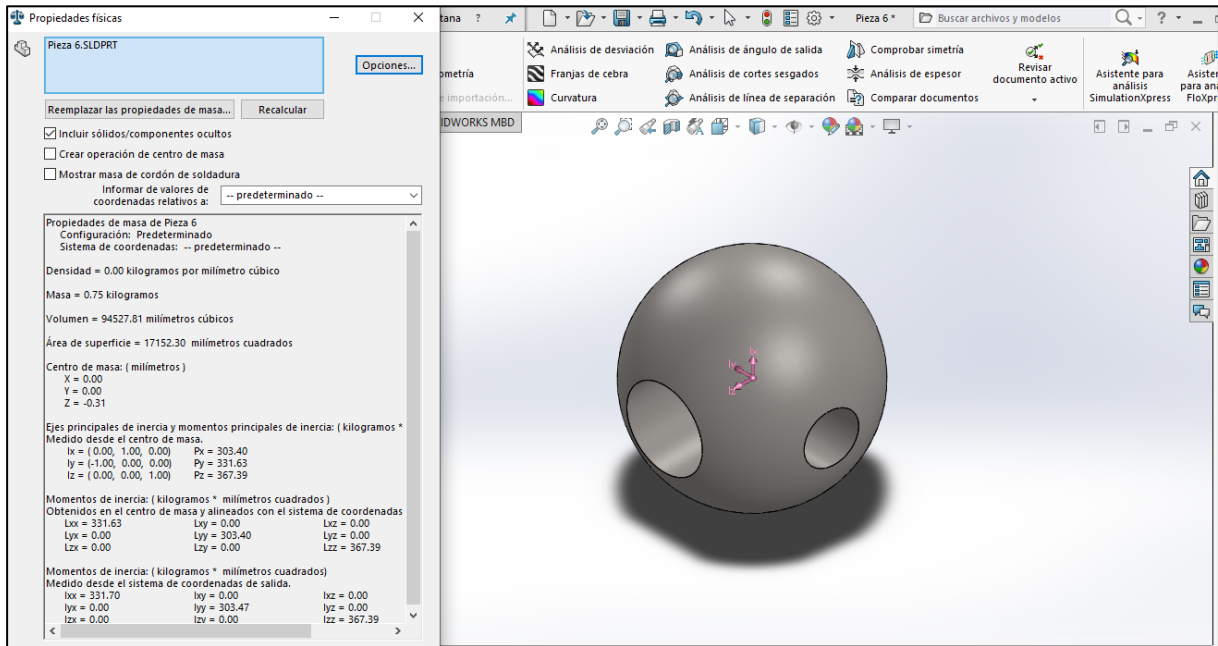 Propiedades físicas
Pieza 6.SLDPRT
Opciones...
Reemplazar las propiedades de masa...
Recalcular
Incluir sólidos/componentes ocultos
Crear operación de centro de masa
Mostrar masa de cordón de soldadura
Informar de valores de
coordenadas relativos a:
-- predeterminado --
Propiedades de masa de Pieza 6
Configuración: Predeterminado
Sistema de coordenadas: -- predeterminado --
Densidad = 0.00 kilogramos por milímetro cúbico
Masa = 0.75 kilogramos
Volumen = 94527.81 milímetros cúbicos
Área de superficie = 17152.30 milímetros cuadrados
Centro de masa: ( milímetros )
X = 0.00
Y = 0.00
Z = -0.31
Ejes principales de inercia y momentos principales de inercia: ( kilogramos *
Medido desde el centro de masa.
Ix = ( 0.00, 1.00, 0.00) Px = 303.40
Iy = (-1.00, 0.00, 0.00) Py = 331.63
Iz = ( 0.00, 0.00, 1.00) Pz = 367.39
Momentos de inercia: ( kilogramos * milímetros cuadrados )
Obtenidos en el centro de masa y alineados con el sistema de coordenadas
Lxx = 331.63 Lxy = 0.00 Lxz = 0.00
Lyx = 0.00 Lyy = 303.40 Lyz = 0.00
Lzx = 0.00 Lzy = 0.00 Lzz = 367.39
Momentos de inercia: ( kilogramos * milímetros cuadrados)
Medido desde el sistema de coordenadas de salida.
Ixx = 331.70 Ixy = 0.00 Ixz = 0.00
Iyx = 0.00 Iyy = 303.47 Iyz = 0.00
Izx = 0.00 Izy = 0.00 Izz = 367.39
tana ?
Pieza 6 *
Buscar archivos y modelos
?
ometría
e importación...
Análisis de desviación
Franjas de cebra
Curvatura
Análisis de ángulo de salida
Análisis de cortes sesgados
Análisis de línea de separación
Comprobar simetría
Análisis de espesor
Comparar documentos
Revisar
documento activo
Asistente para
análisis
SimulationXpress
Asisten
para aná
FloXpr
IDWORKS MBD
Ix
Iy
Iz